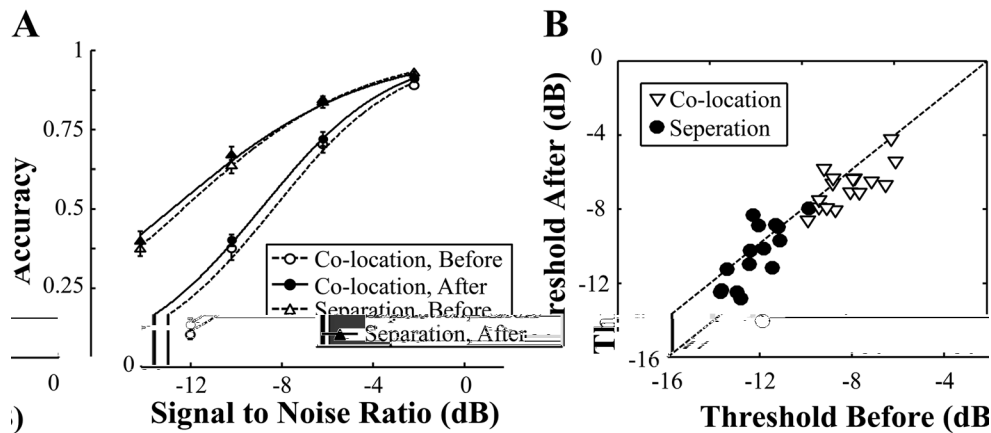 A
1
0.75
0.5
0.25
0
0
Accuracy
Co-location, Before
Co-location, After
Separation, Before
Separation, After
-12
-8
-4
0
Signal to Noise Ratio (dB)
B
0
-4
-8
-12
-16
reshold After (dB)
Th
Co-location
Seperation
-16
-12
-8
-4
Threshold Before (dB
)